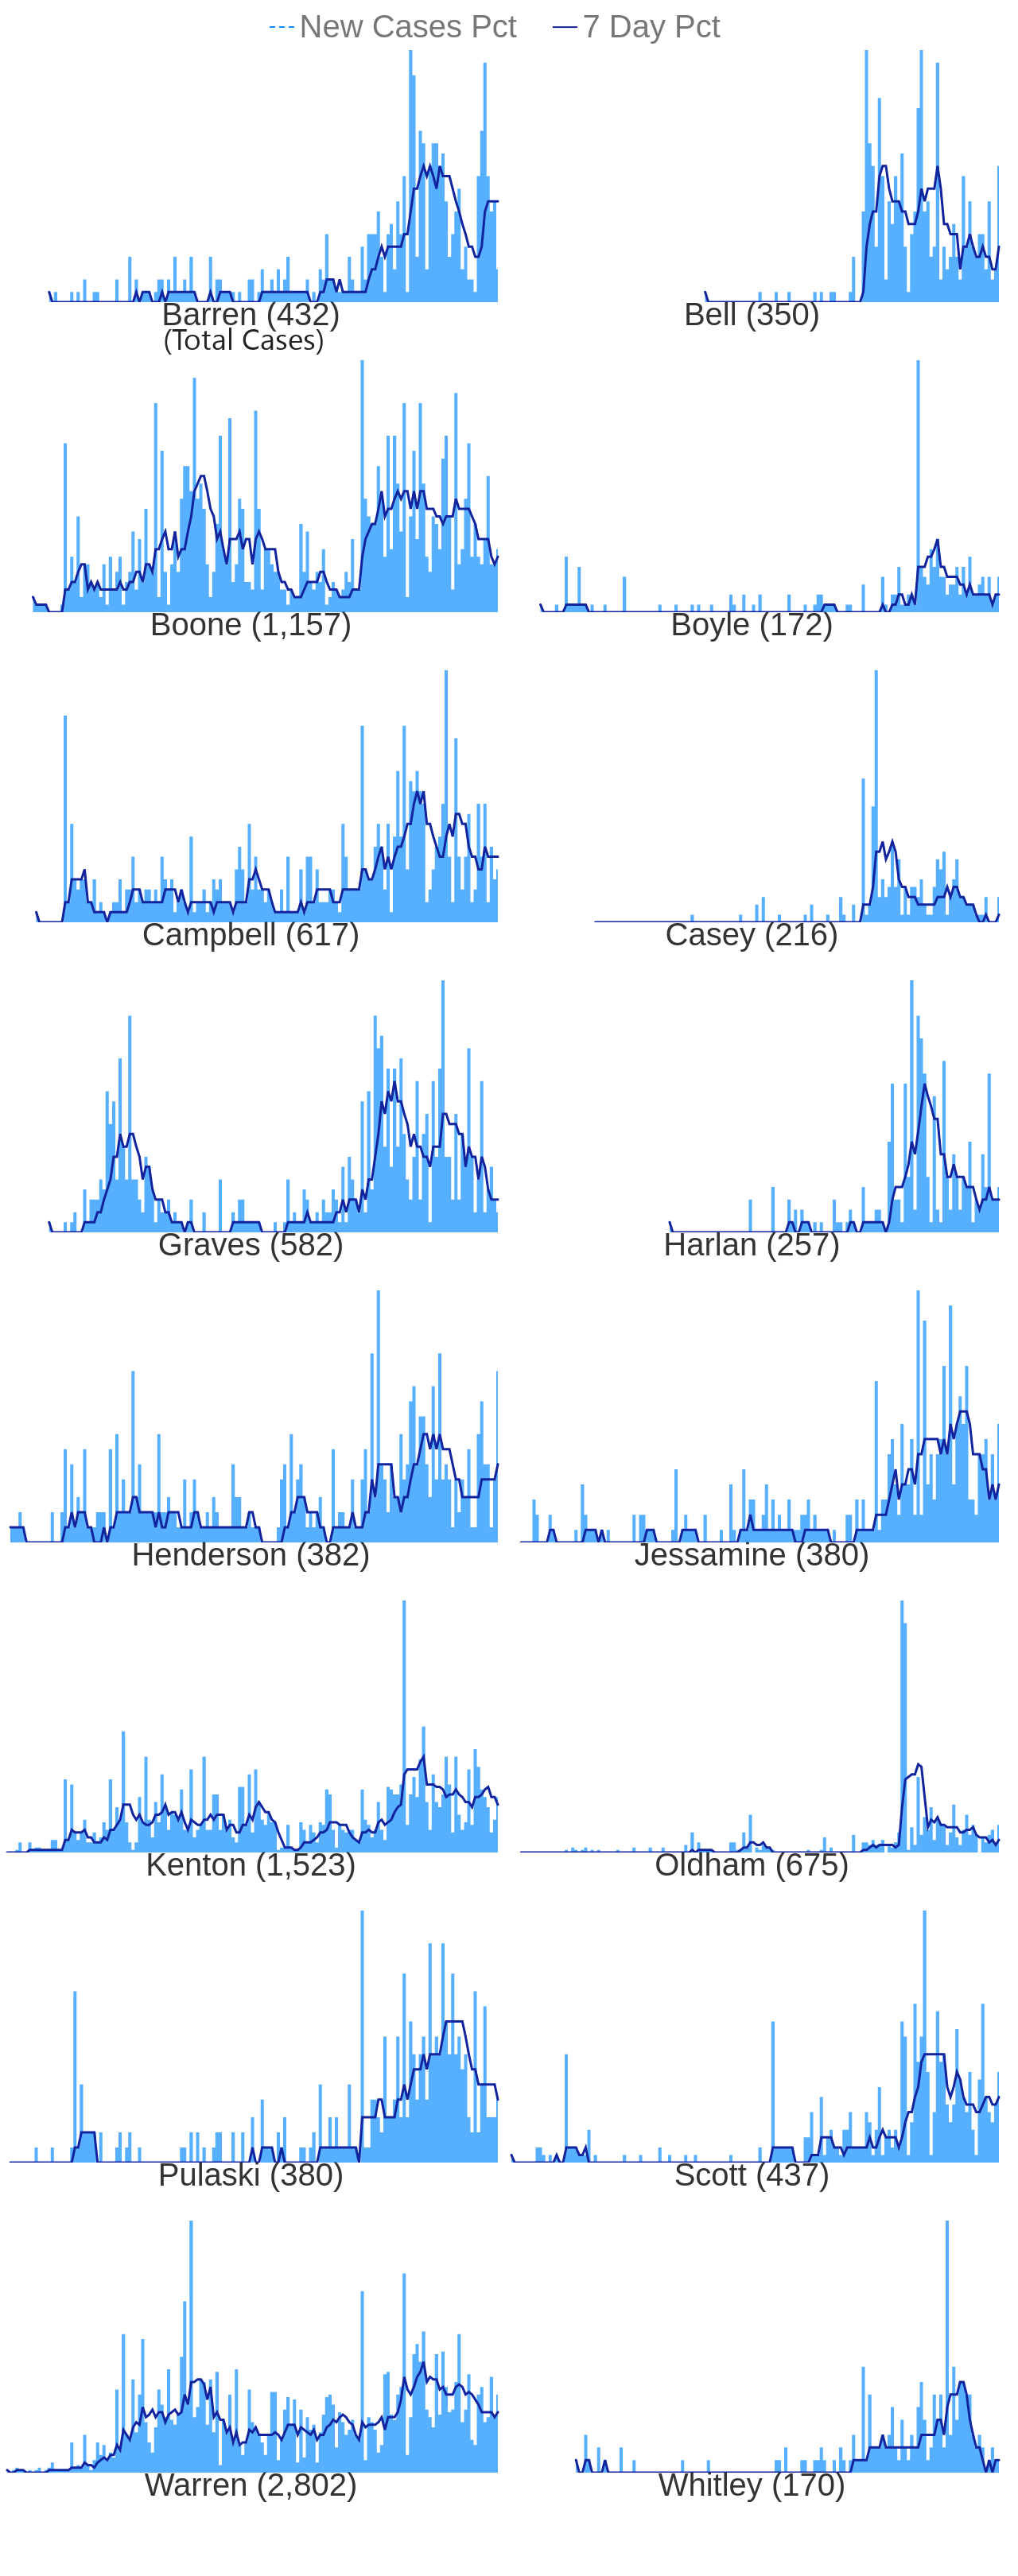 New Cases Pct 7 Day Pct
Barren (432) Bell (350)
(Total Cases)
Boone (1,157) Boyle (172)
Campbell (617) Casey (216)
Graves (582) Harlan (257)
Henderson (382) Jessamine (380)
Kenton (1,523) Oldham (675)
Pulaski (380) Scott (437)
Warren (2,802) Whitley (170)